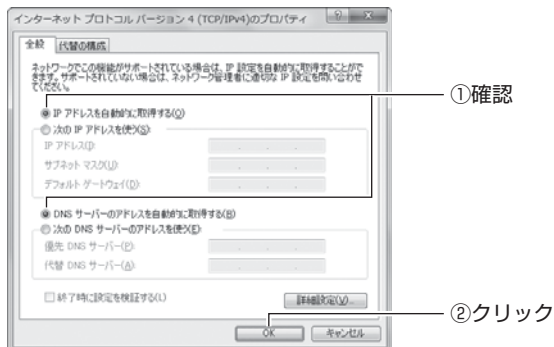 インターネット プロトコル バージョン 4 (TCP/IPv4)のプロパティ
全般
代替の構成
ネットワークでこの機能がサポートされている場合は、IP 設定を自動的に取得することがで
きます。サポートされていない場合は、ネットワーク管理者に適切な IP 設定を問い合わせ
てください。
①確認
IP アドレスを自動的に取得する(O)
次の IP アドレスを使う(S):
IP アドレス(I):
サブネット マスク(U):
デフォルト ゲートウェイ(D):
DNS サーバーのアドレスを自動的に取得する(B)
次の DNS サーバーのアドレスを使う(E):
優先 DNS サーバー(P):
代替 DNS サーバー(A):
終了時に設定を検証する(L)
詳細設定(V)...
②クリック
OK
キャンセル